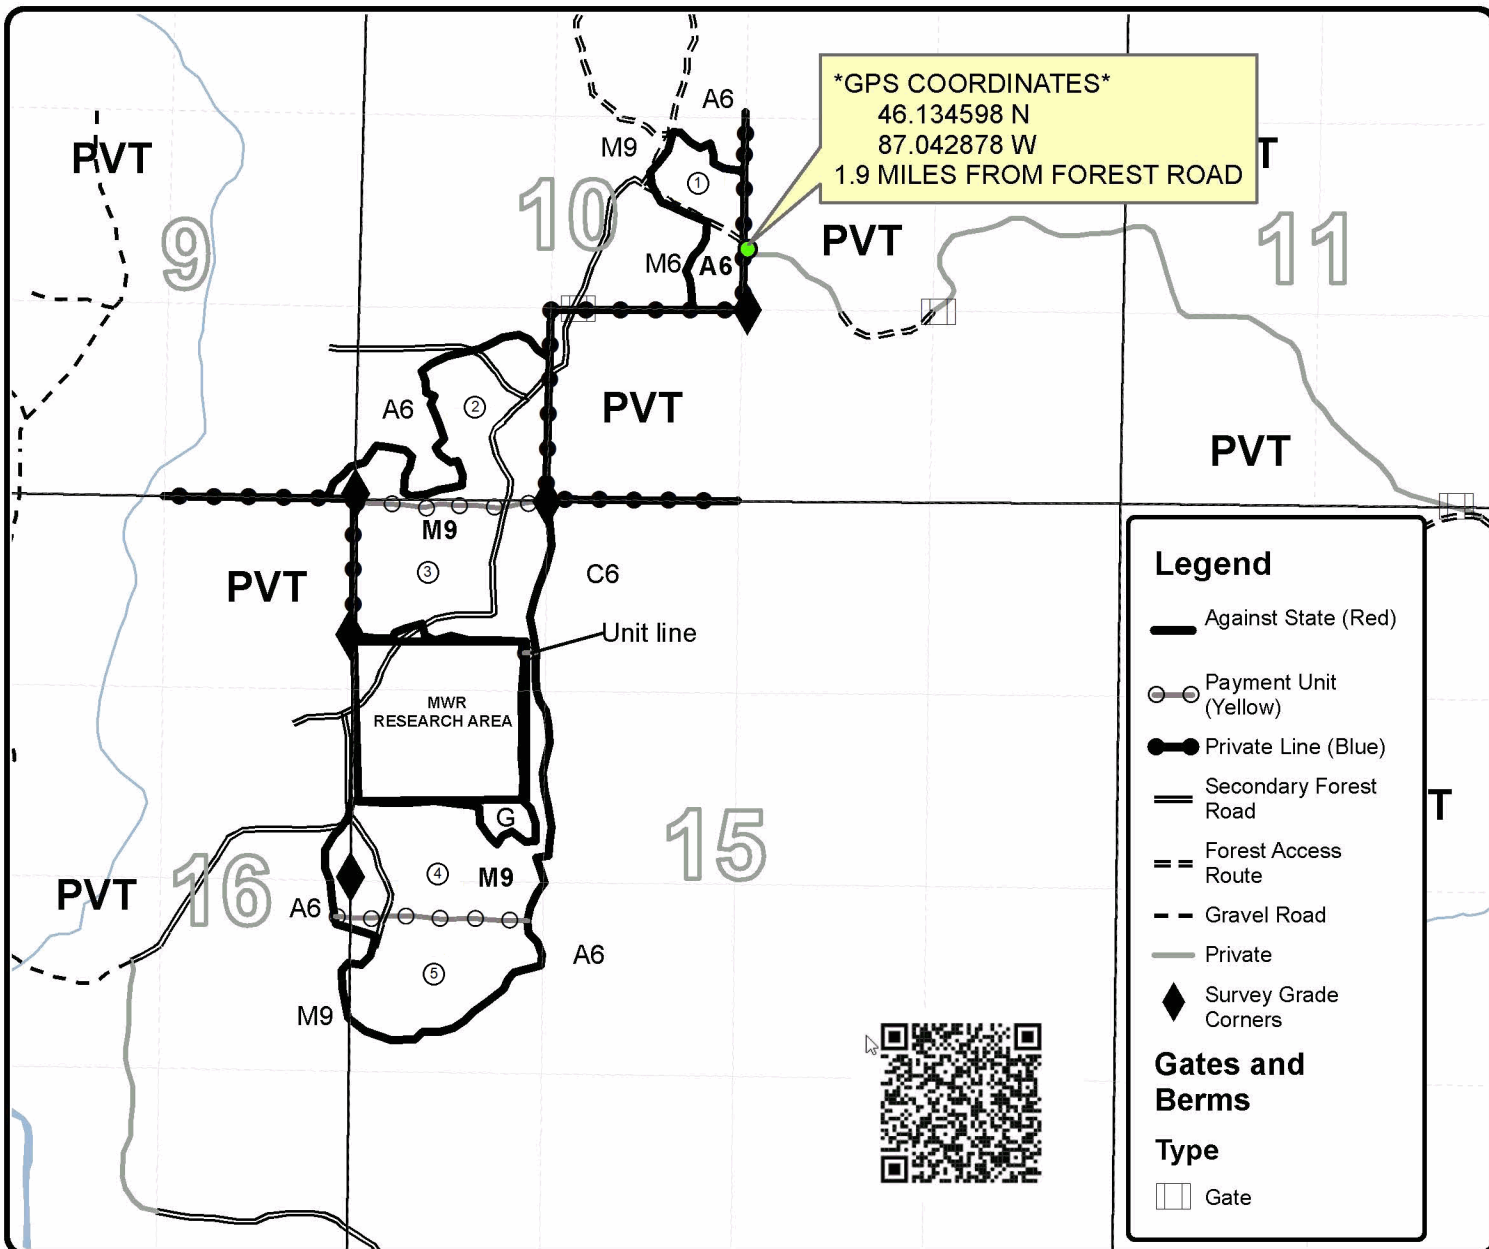 *GPS COORDINATES*
46.134598 N
87.042878 W
1.9 MILES FROM FOREST ROAD
A6
M9
PVT
T
1
10
9
PVT
11
M6
A6
A6
2
PVT
PVT
M9
3
PVT
C6
Unit line
MWR
RESEARCH AREA
G
15
T
4
M9
PVT
16
A6
A6
5
M9
Legend
Against State (Red)
Payment Unit
(Yellow)
Private Line (Blue)
Secondary Forest
Road
Forest Access
Route
Gravel Road
Private
Survey Grade
Corners
Gates and
Berms
Type
Gate